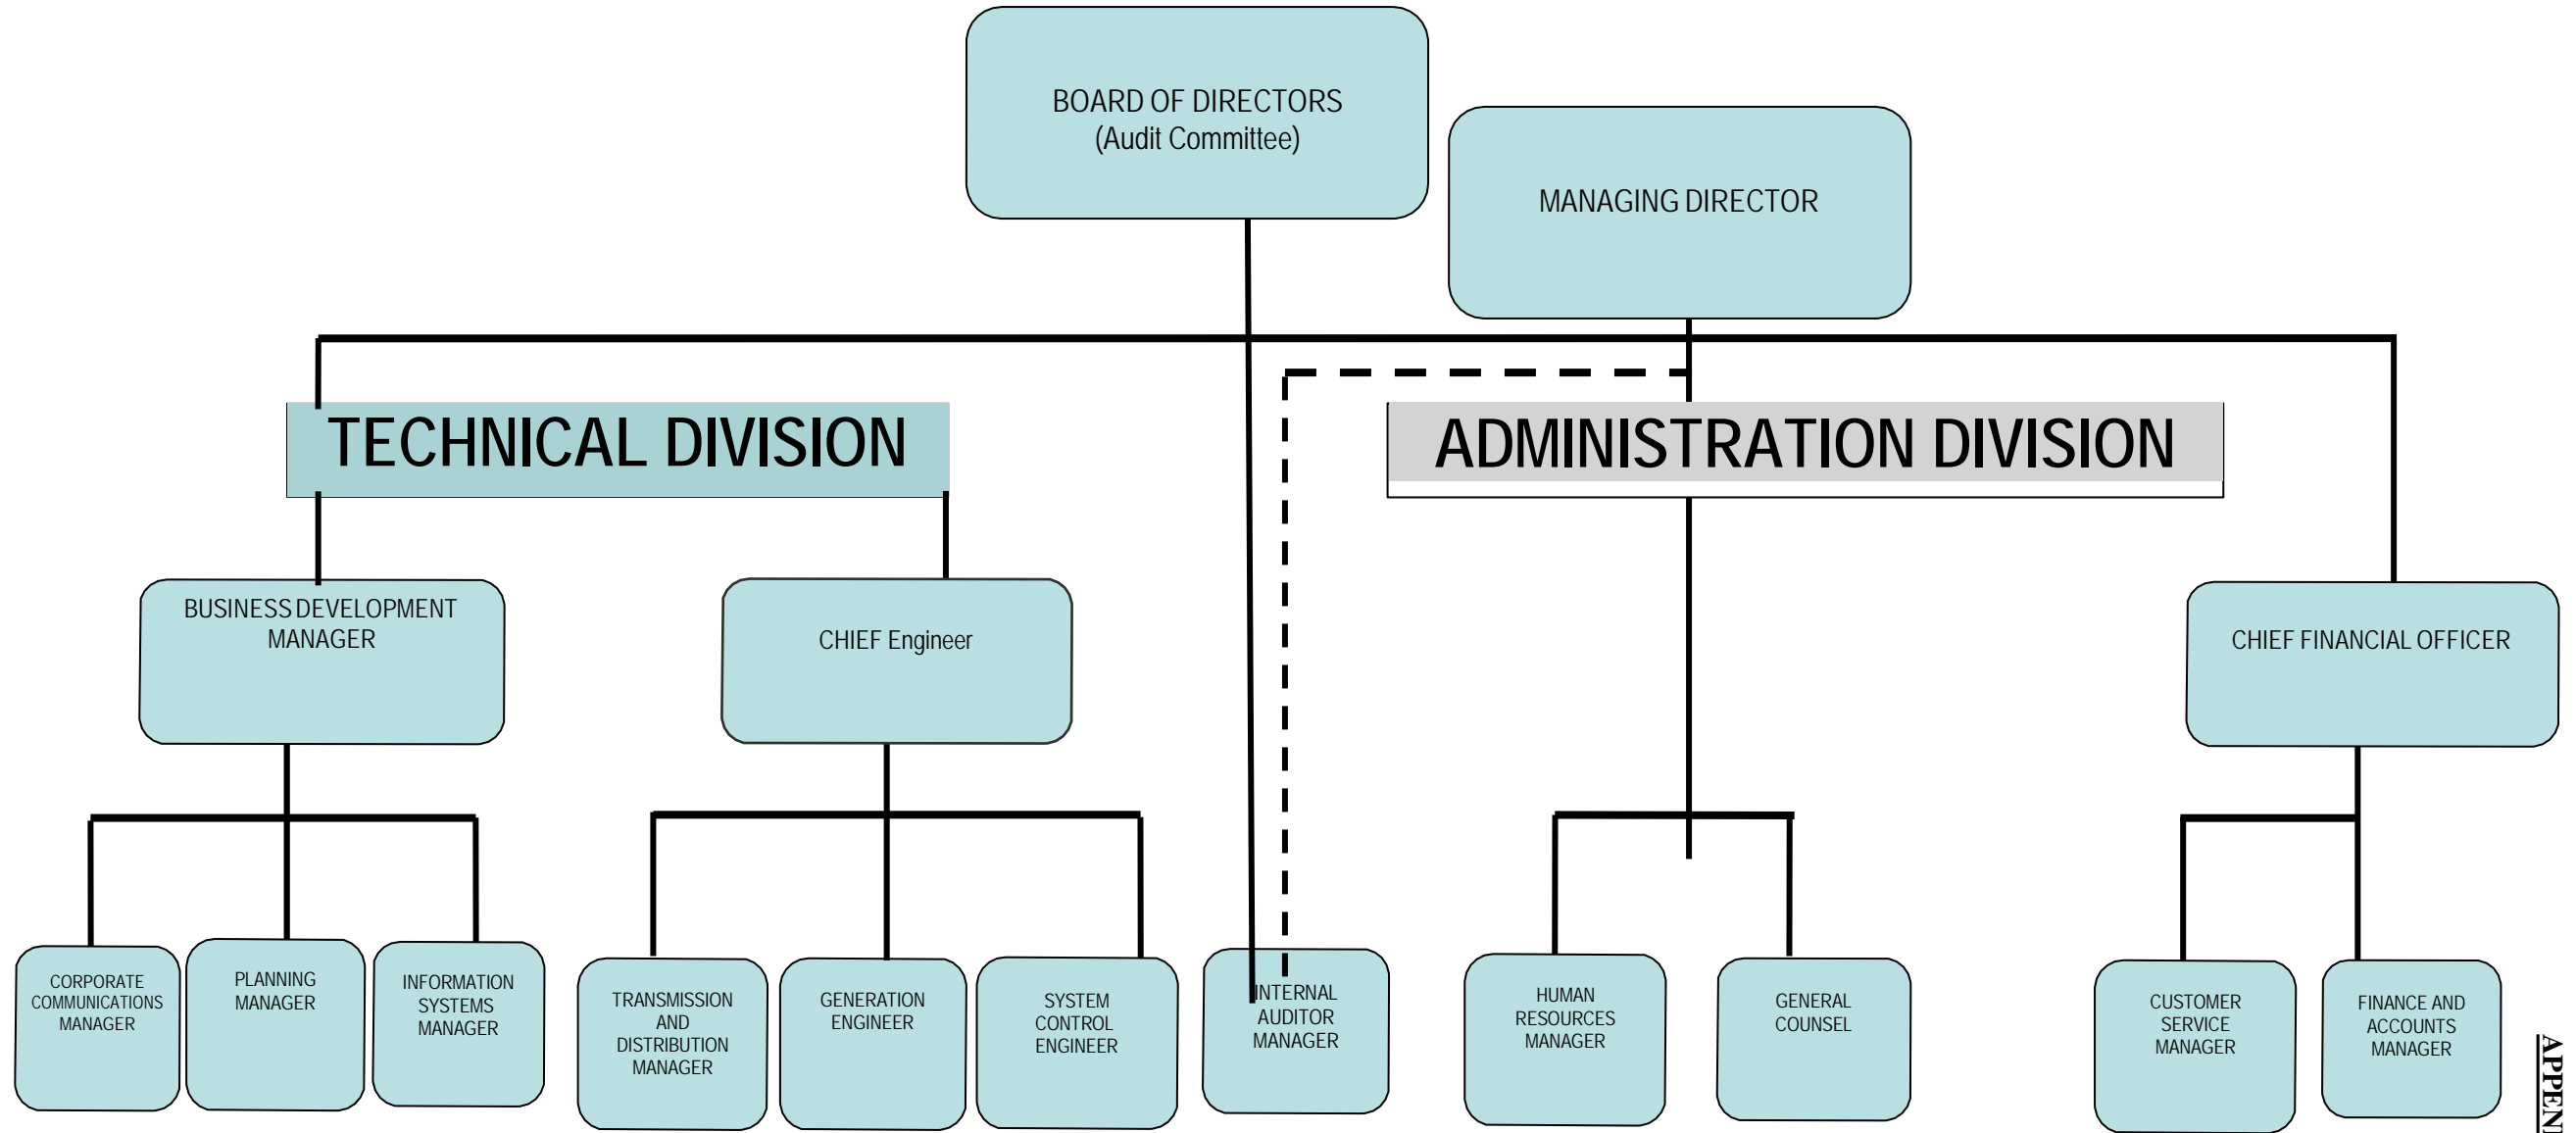 BOARD OF DIRECTORS
(Audit Committee)
MANAGING DIRECTOR
TECHNICAL DIVISION
ADMINISTRATION DIVISION
BUSINESS DEVELOPMENT
MANAGER
CHIEF Engineer
CHIEF FINANCIAL OFFICER
CORPORATE
COMMUNICATIONS
MANAGER
PLANNING
MANAGER
INFORMATION
SYSTEMS
MANAGER
TRANSMISSION
AND
DISTRIBUTION
MANAGER
GENERATION
ENGINEER
SYSTEM
CONTROL
ENGINEER
INTERNAL
AUDITOR
MANAGER
HUMAN
RESOURCES
MANAGER
GENERAL
COUNSEL
CUSTOMER
SERVICE
MANAGER
FINANCE AND
ACCOUNTS
MANAGER